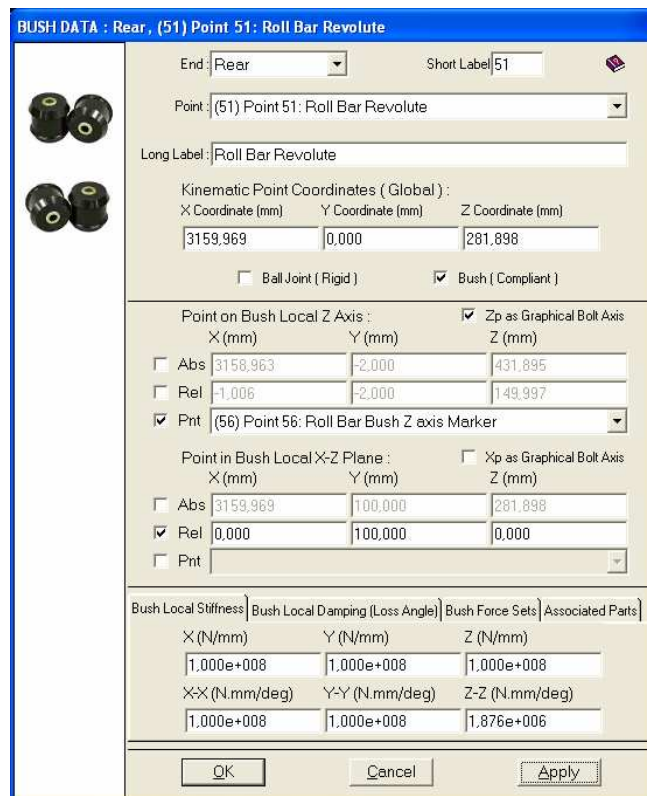 BUSH DATA : Rear, (51) Point 51: Roll Bar Revolute
End : Rear Short Label 51
Point : (51) Point 51: Roll Bar Revolute
Long Label : Roll Bar Revolute
Kinematic Point Coordinates ( Global ) :
X Coordinate (mm) Y Coordinate (mm) Z Coordinate (mm)
3159,969 0,000 281,898
Ball Joint ( Rigid ) Bush ( Compliant )
Point on Bush Local Z Axis : Zp as Graphical Bolt Axis
X (mm) Y (mm) Z (mm)
Abs 3158,963 -2,000 431,895
Rel -1,006 -2,000 149,997
Pnt (56) Point 56: Roll Bar Bush Z axis Marker
Point in Bush Local X-Z Plane : Xp as Graphical Bolt Axis
X (mm) Y (mm) Z (mm)
Abs 3159,969 100,000 281,898
Rel 0,000 100,000 0,000
Pnt
Bush Local Stiffness Bush Local Damping (Loss Angle) Bush Force Sets Associated Parts
X (N/mm) Y (N/mm) Z (N/mm)
1,000e+008 1,000e+008 1,000e+008
X-X (N.mm/deg) Y-Y (N.mm/deg) Z-Z (N.mm/deg)
1,000e+008 1,000e+008 1,876e+006
OK Cancel Apply